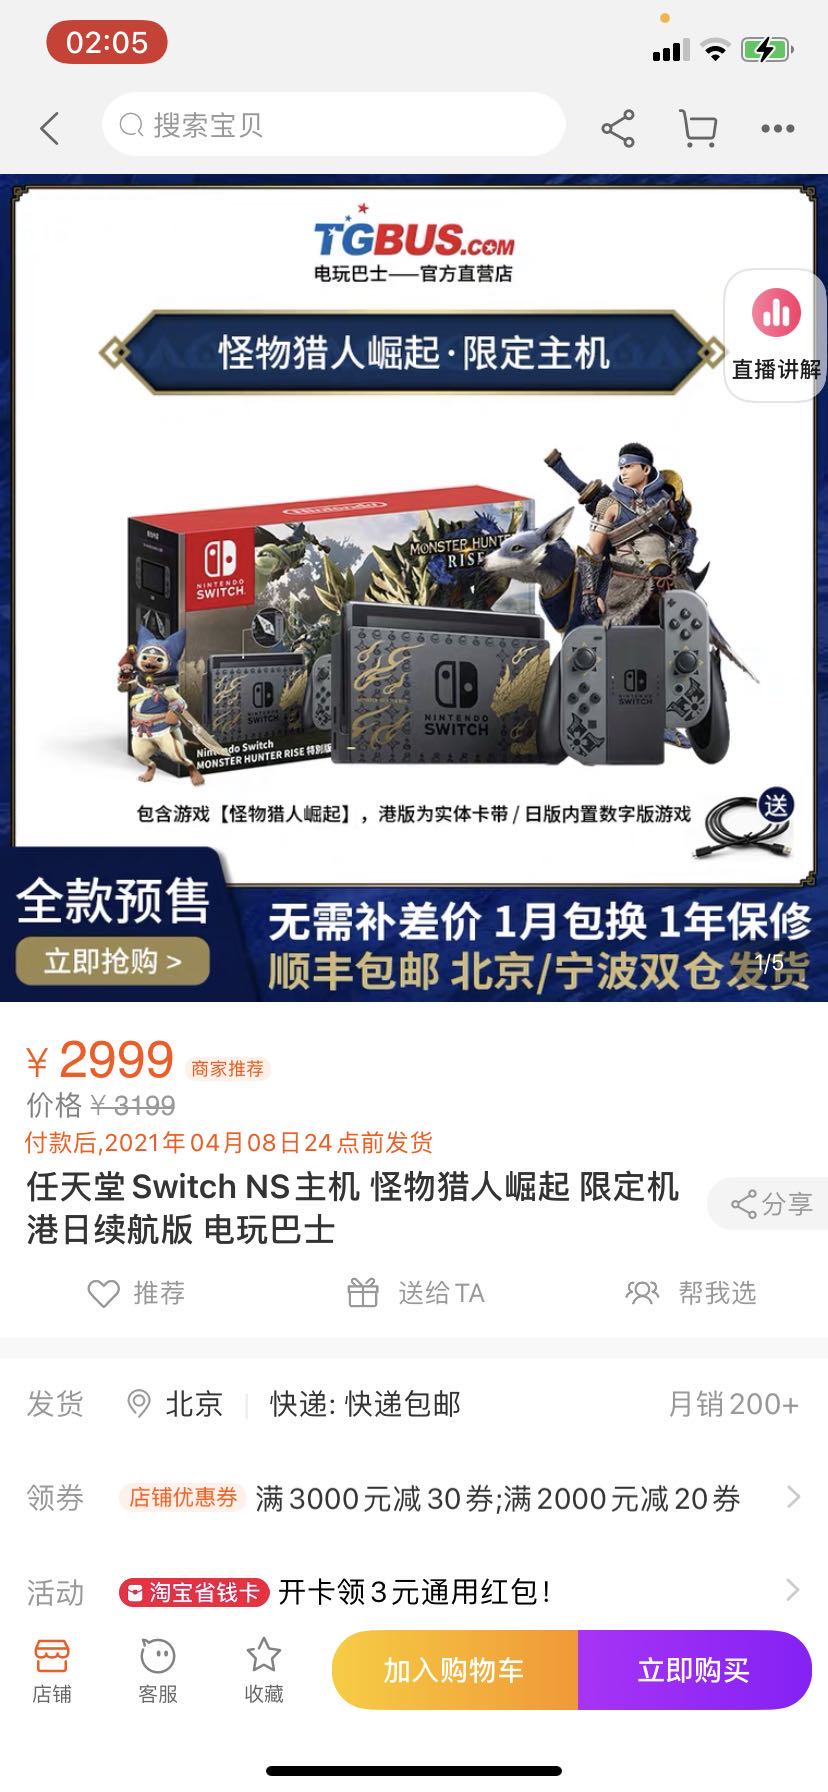 02:05
搜索宝贝
TGBUS.COM
电玩巴士——官方直营店
怪物猎人崛起·限定主机
直播讲解
Nintendo
MONSTER HUNTER
RISE
NINTENDO
SWITCH
NINTENDO
SWITCH
NINTENDO
SWITCH
NINTENDO
SWITCH
Nintendo Switch
MONSTER HUNTER RISE 特別版
包含游戏【怪物猎人崛起】，港版为实体卡带 / 日版内置数字版游戏
送
全款预售
立即抢购 >
无需补差价 1月包换 1年保修
顺丰包邮 北京/宁波双仓发货
1/5
¥ 2999 商家推荐
价格 ¥ 3199
付款后,2021年04月08日24点前发货
任天堂Switch NS主机 怪物猎人崛起 限定机
港日续航版 电玩巴士
分享
推荐 送给TA 帮我选
发货 北京 | 快递: 快递包邮 月销200+
领券 店铺优惠券 满3000元减30券;满2000元减20券
活动 淘宝省钱卡 开卡领3元通用红包!
店铺 客服 收藏 加入购物车 立即购买